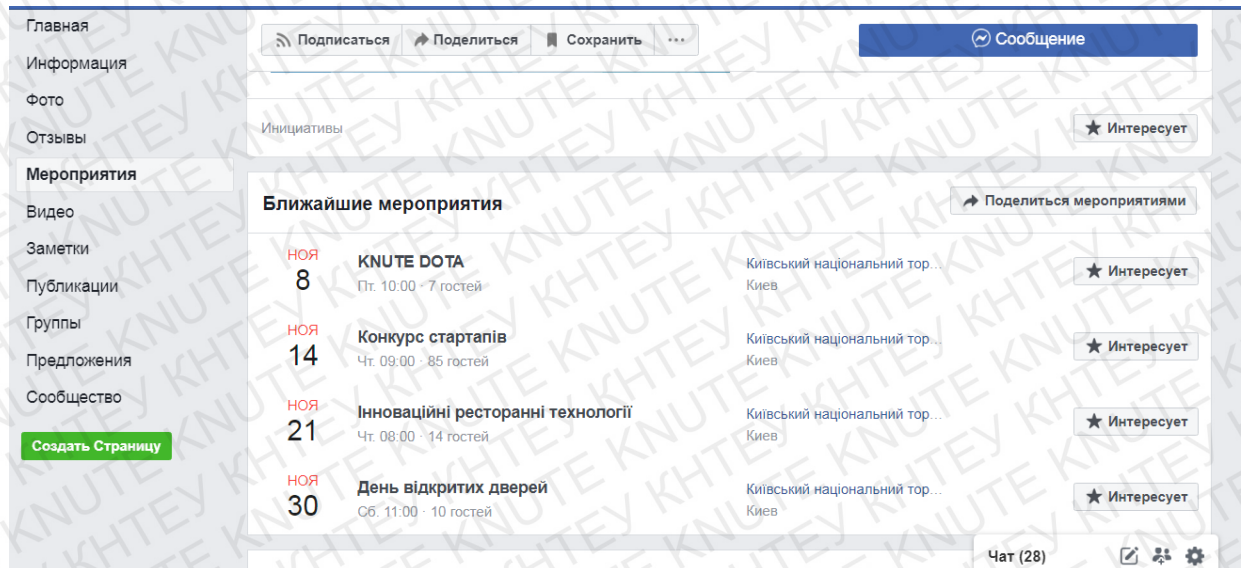 Главная
Информация
Фото
Отзывы
Мероприятия
Видео
Заметки
Публикации
Группы
Предложения
Сообщество
Создать Страницу
Подписаться Поделиться Сохранить ...
Сообщение
Инициативы
Интересует
Ближайшие мероприятия
Поделиться мероприятиями
НОЯ
8
KNUTE DOTA
Пт. 10:00 · 7 гостей
Київський національний тор...
Киев
Интересует
НОЯ
14
Конкурс стартапів
Чт. 09:00 · 85 гостей
Київський національний тор...
Киев
Интересует
НОЯ
21
Інноваційні ресторанні технології
Чт. 08:00 · 14 гостей
Київський національний тор...
Киев
Интересует
НОЯ
30
День відкритих дверей
Сб. 11:00 · 10 гостей
Київський національний тор...
Киев
Интересует
Чат (28)
KNUTE КНТЕУ